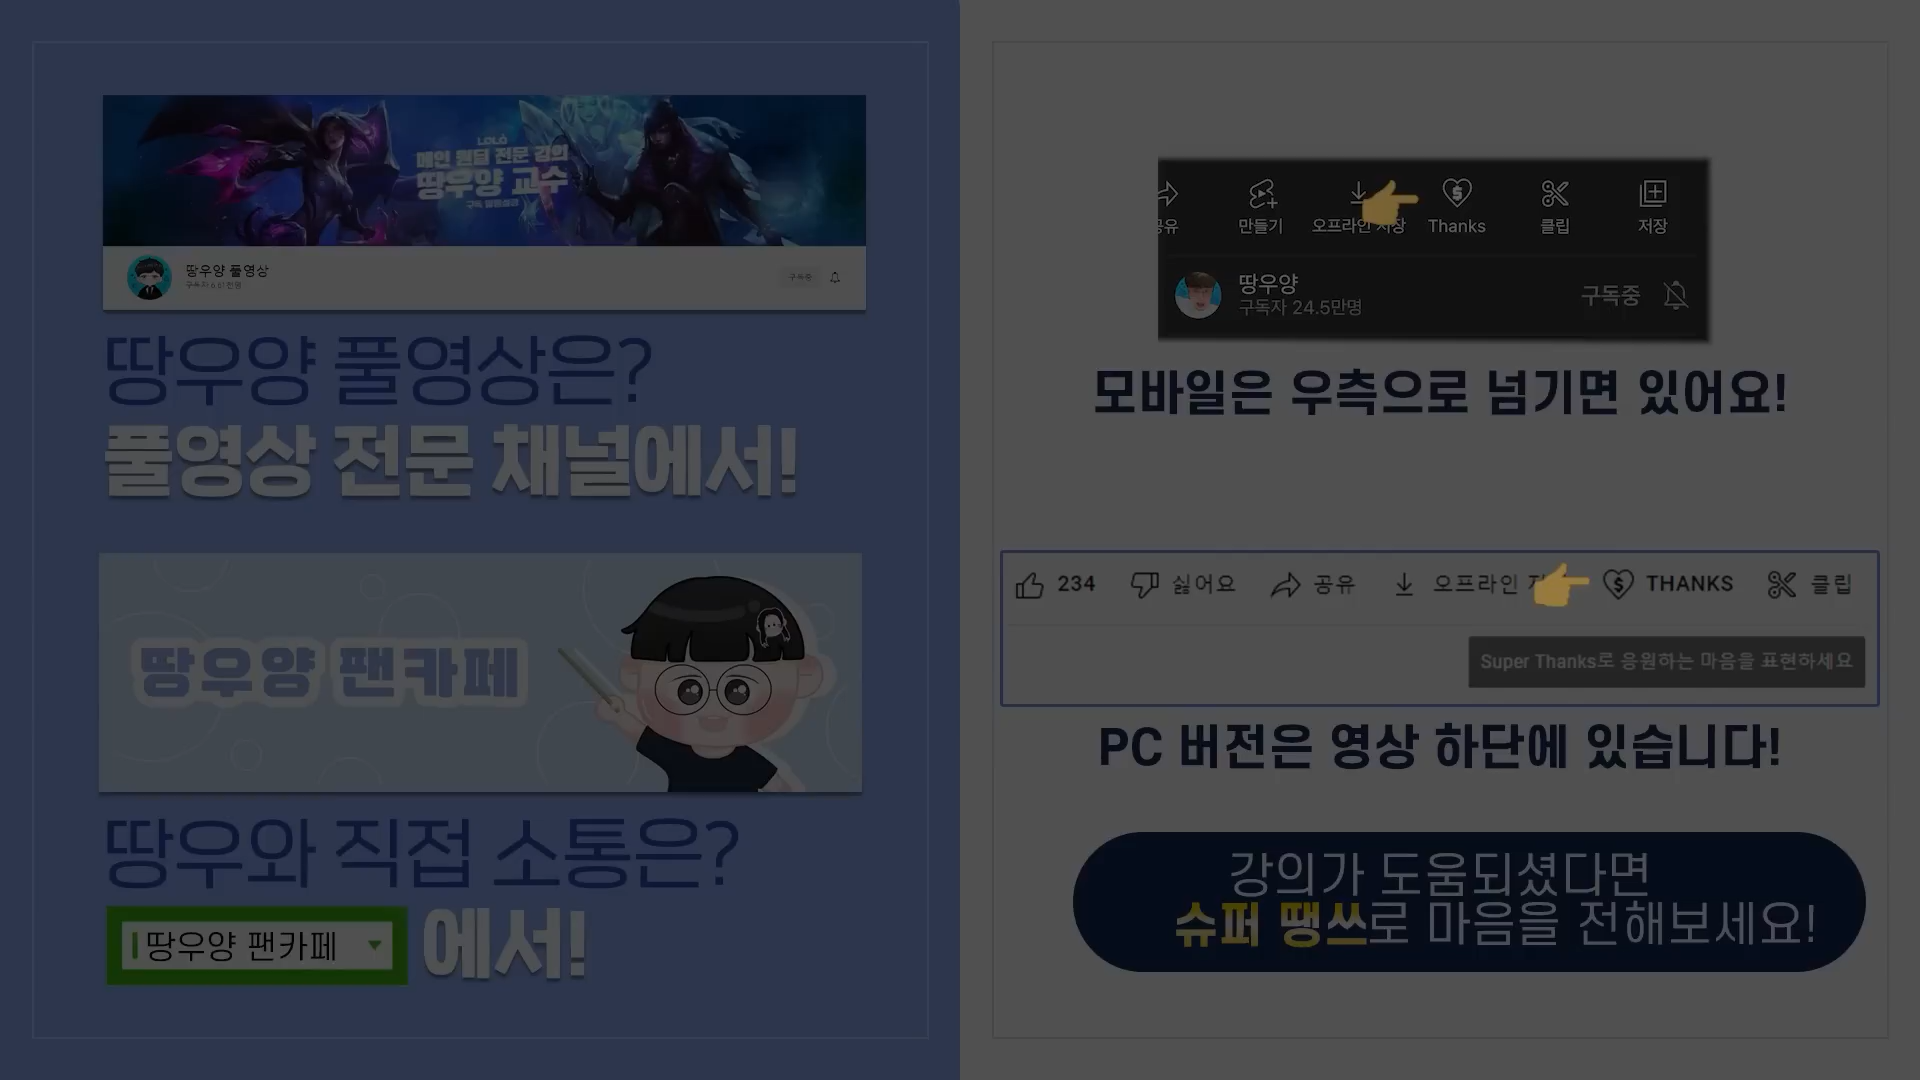 LOLO
메인 원딜 전문 강의
땅우양 교수
땅우양 풀영상
구독중
땅우양 풀영상은?
풀영상 전문 채널에서!
땅우양 팬카페
땅우와 직접 소통은?
땅우양 팬카페
에서!
공유
만들기
오프라인 저장
Thanks
클립
저장
땅우양
구독자 24.5만명
구독중
모바일은 우측으로 넘기면 있어요!
234
싫어요
공유
오프라인
THANKS
클립
Super Thanks로 응원하는 마음을 표현하세요
PC 버전은 영상 하단에 있습니다!
강의가 도움되셨다면
슈퍼 땡쓰로 마음을 전해보세요!